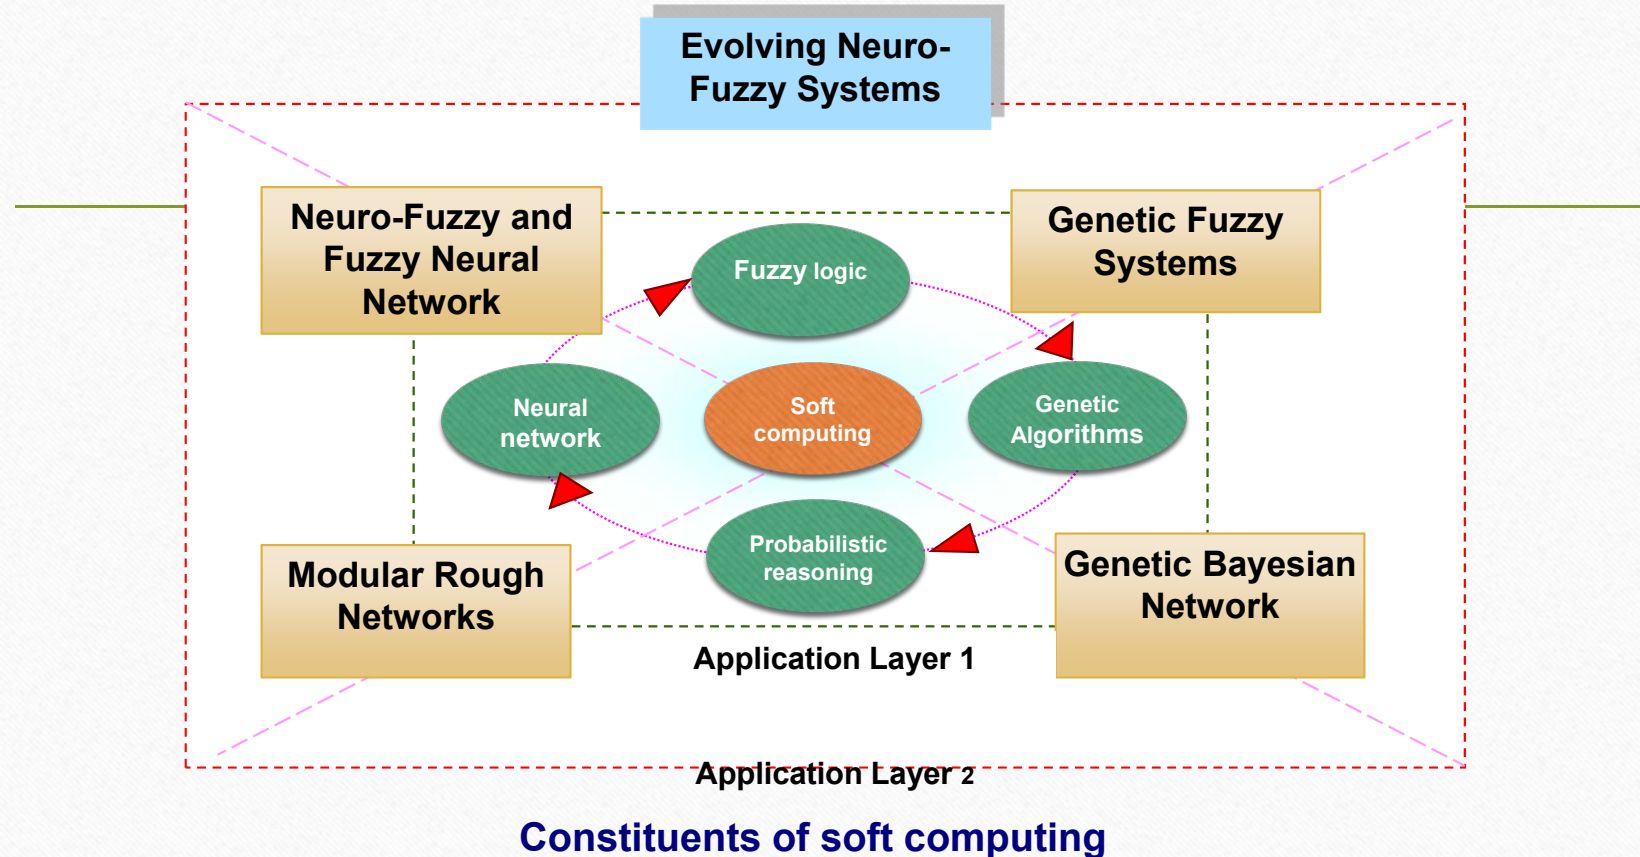 Evolving Neuro-
Fuzzy Systems
Neuro-Fuzzy and
Fuzzy Neural
Network
Genetic Fuzzy
Systems
Fuzzy logic
Neural
network
Soft
computing
Genetic
Algorithms
Probabilistic
reasoning
Modular Rough
Networks
Genetic Bayesian
Network
Application Layer 1
Application Layer 2
Constituents of soft computing